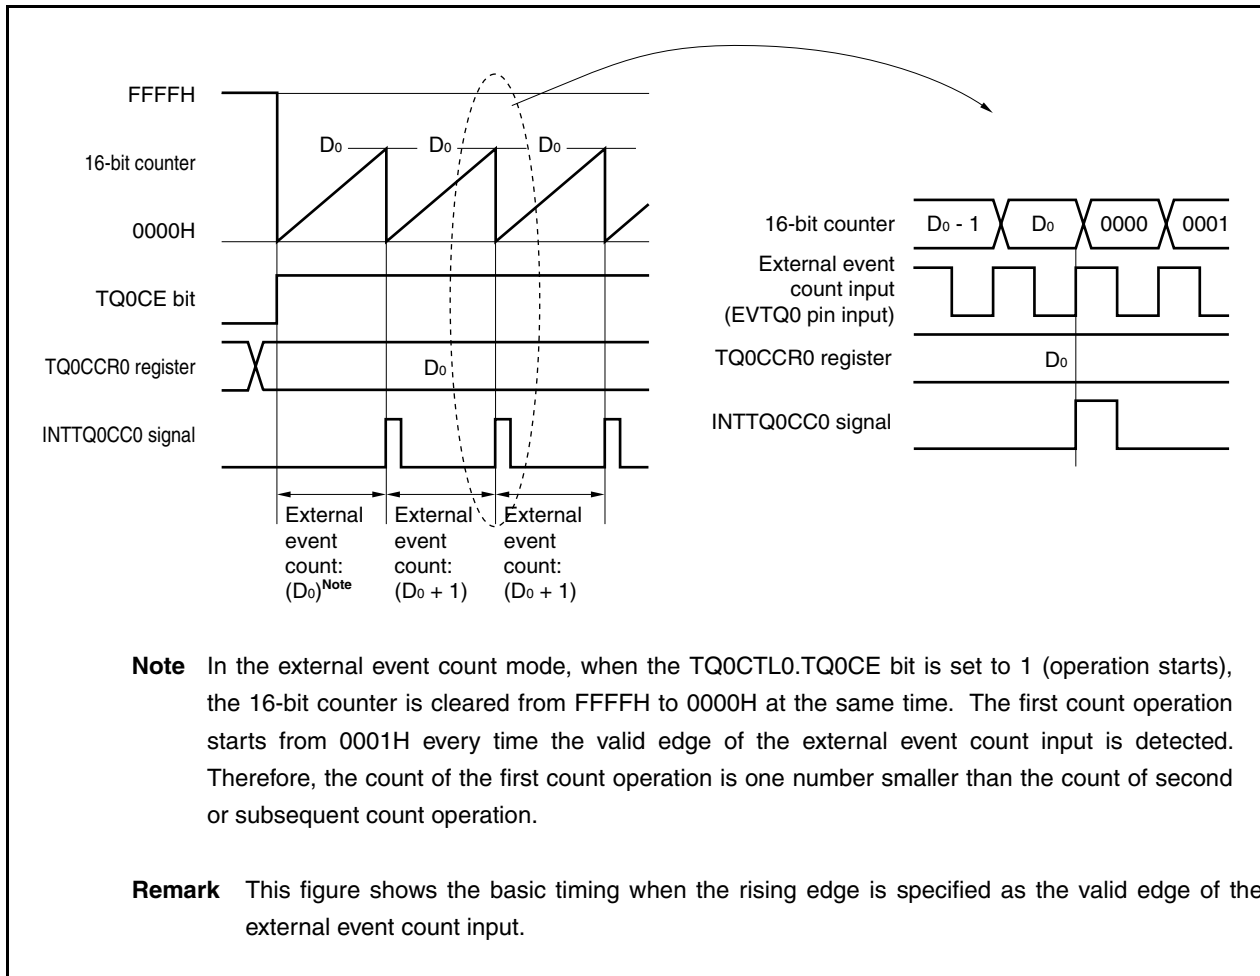 FFFFH
16-bit counter
0000H
D0
D0
D0
TQ0CE bit
TQ0CCR0 register
D0
INTTQ0CC0 signal
External
event
count:
(D0)Note
External
event
count:
(D0 + 1)
External
event
count:
(D0 + 1)
16-bit counter
D0 - 1
D0
0000
0001
External event
count input
(EVTQ0 pin input)
TQ0CCR0 register
D0
INTTQ0CC0 signal
Note In the external event count mode, when the TQ0CTL0.TQ0CE bit is set to 1 (operation starts),
the 16-bit counter is cleared from FFFFH to 0000H at the same time. The first count operation
starts from 0001H every time the valid edge of the external event count input is detected.
Therefore, the count of the first count operation is one number smaller than the count of second
or subsequent count operation.
Remark This figure shows the basic timing when the rising edge is specified as the valid edge of the
external event count input.